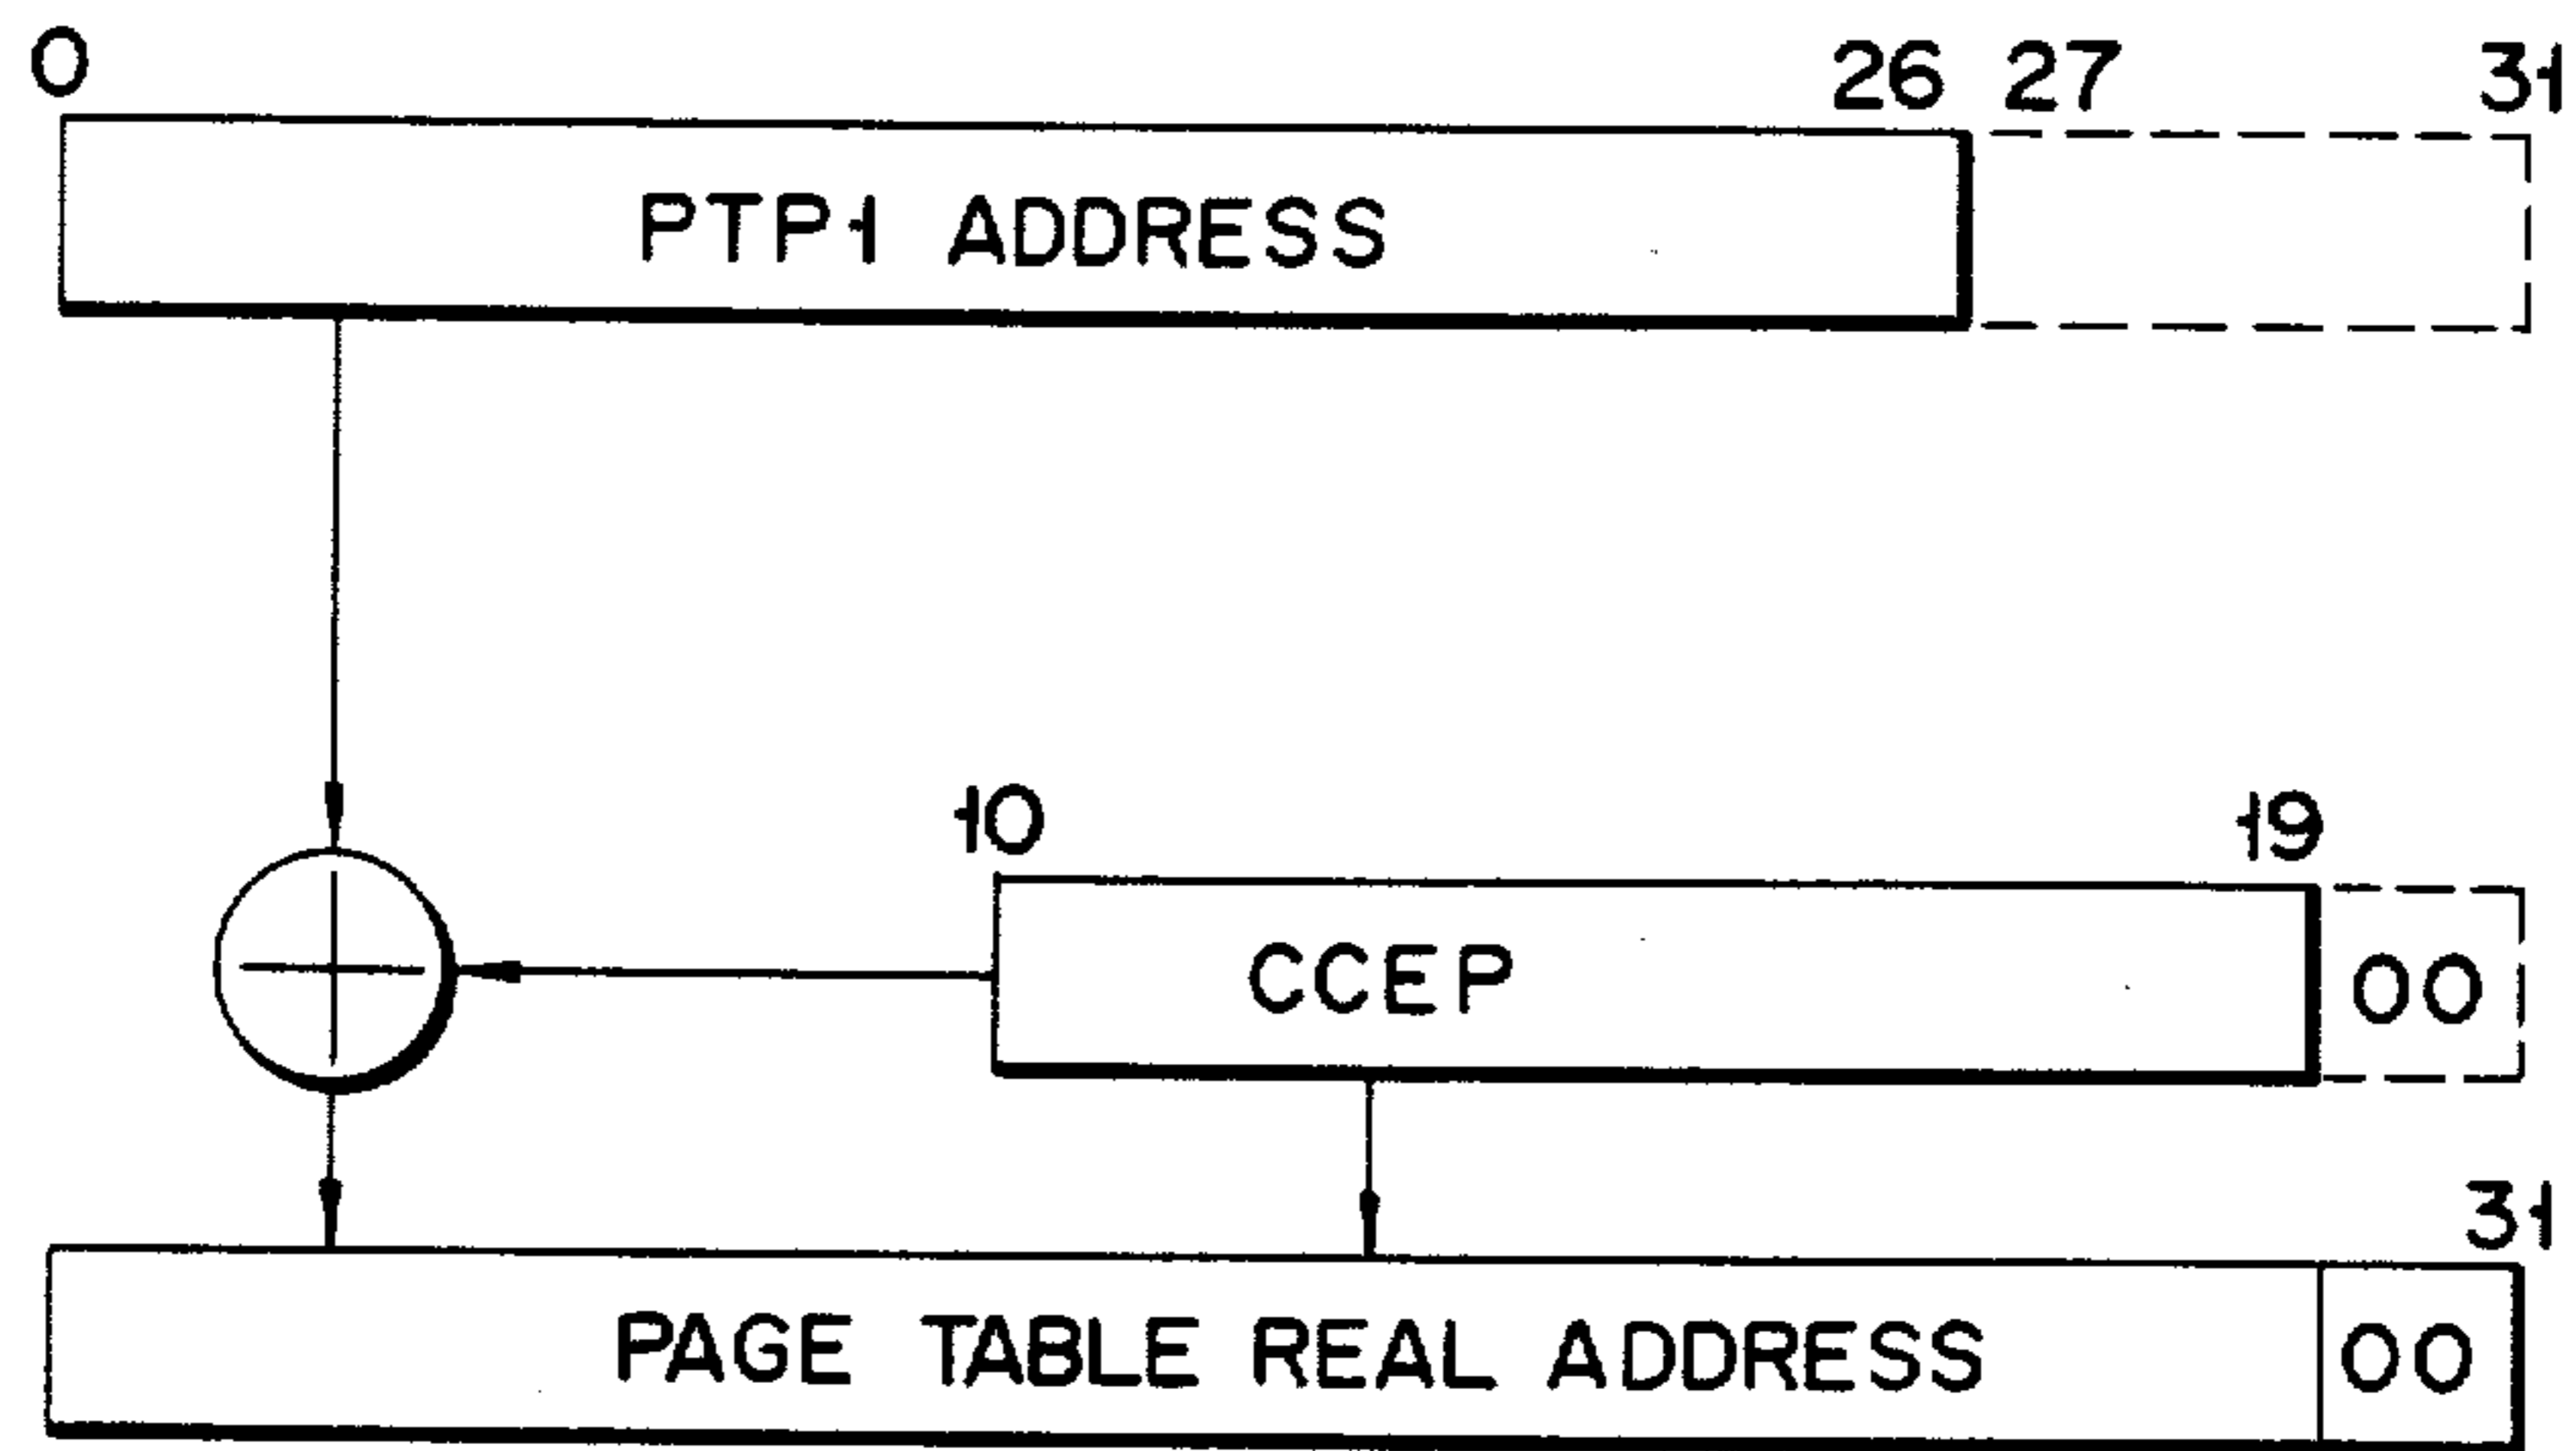 0 26 27 31
PTP1 ADDRESS
10 19
CCEP 00
31
PAGE TABLE REAL ADDRESS 00